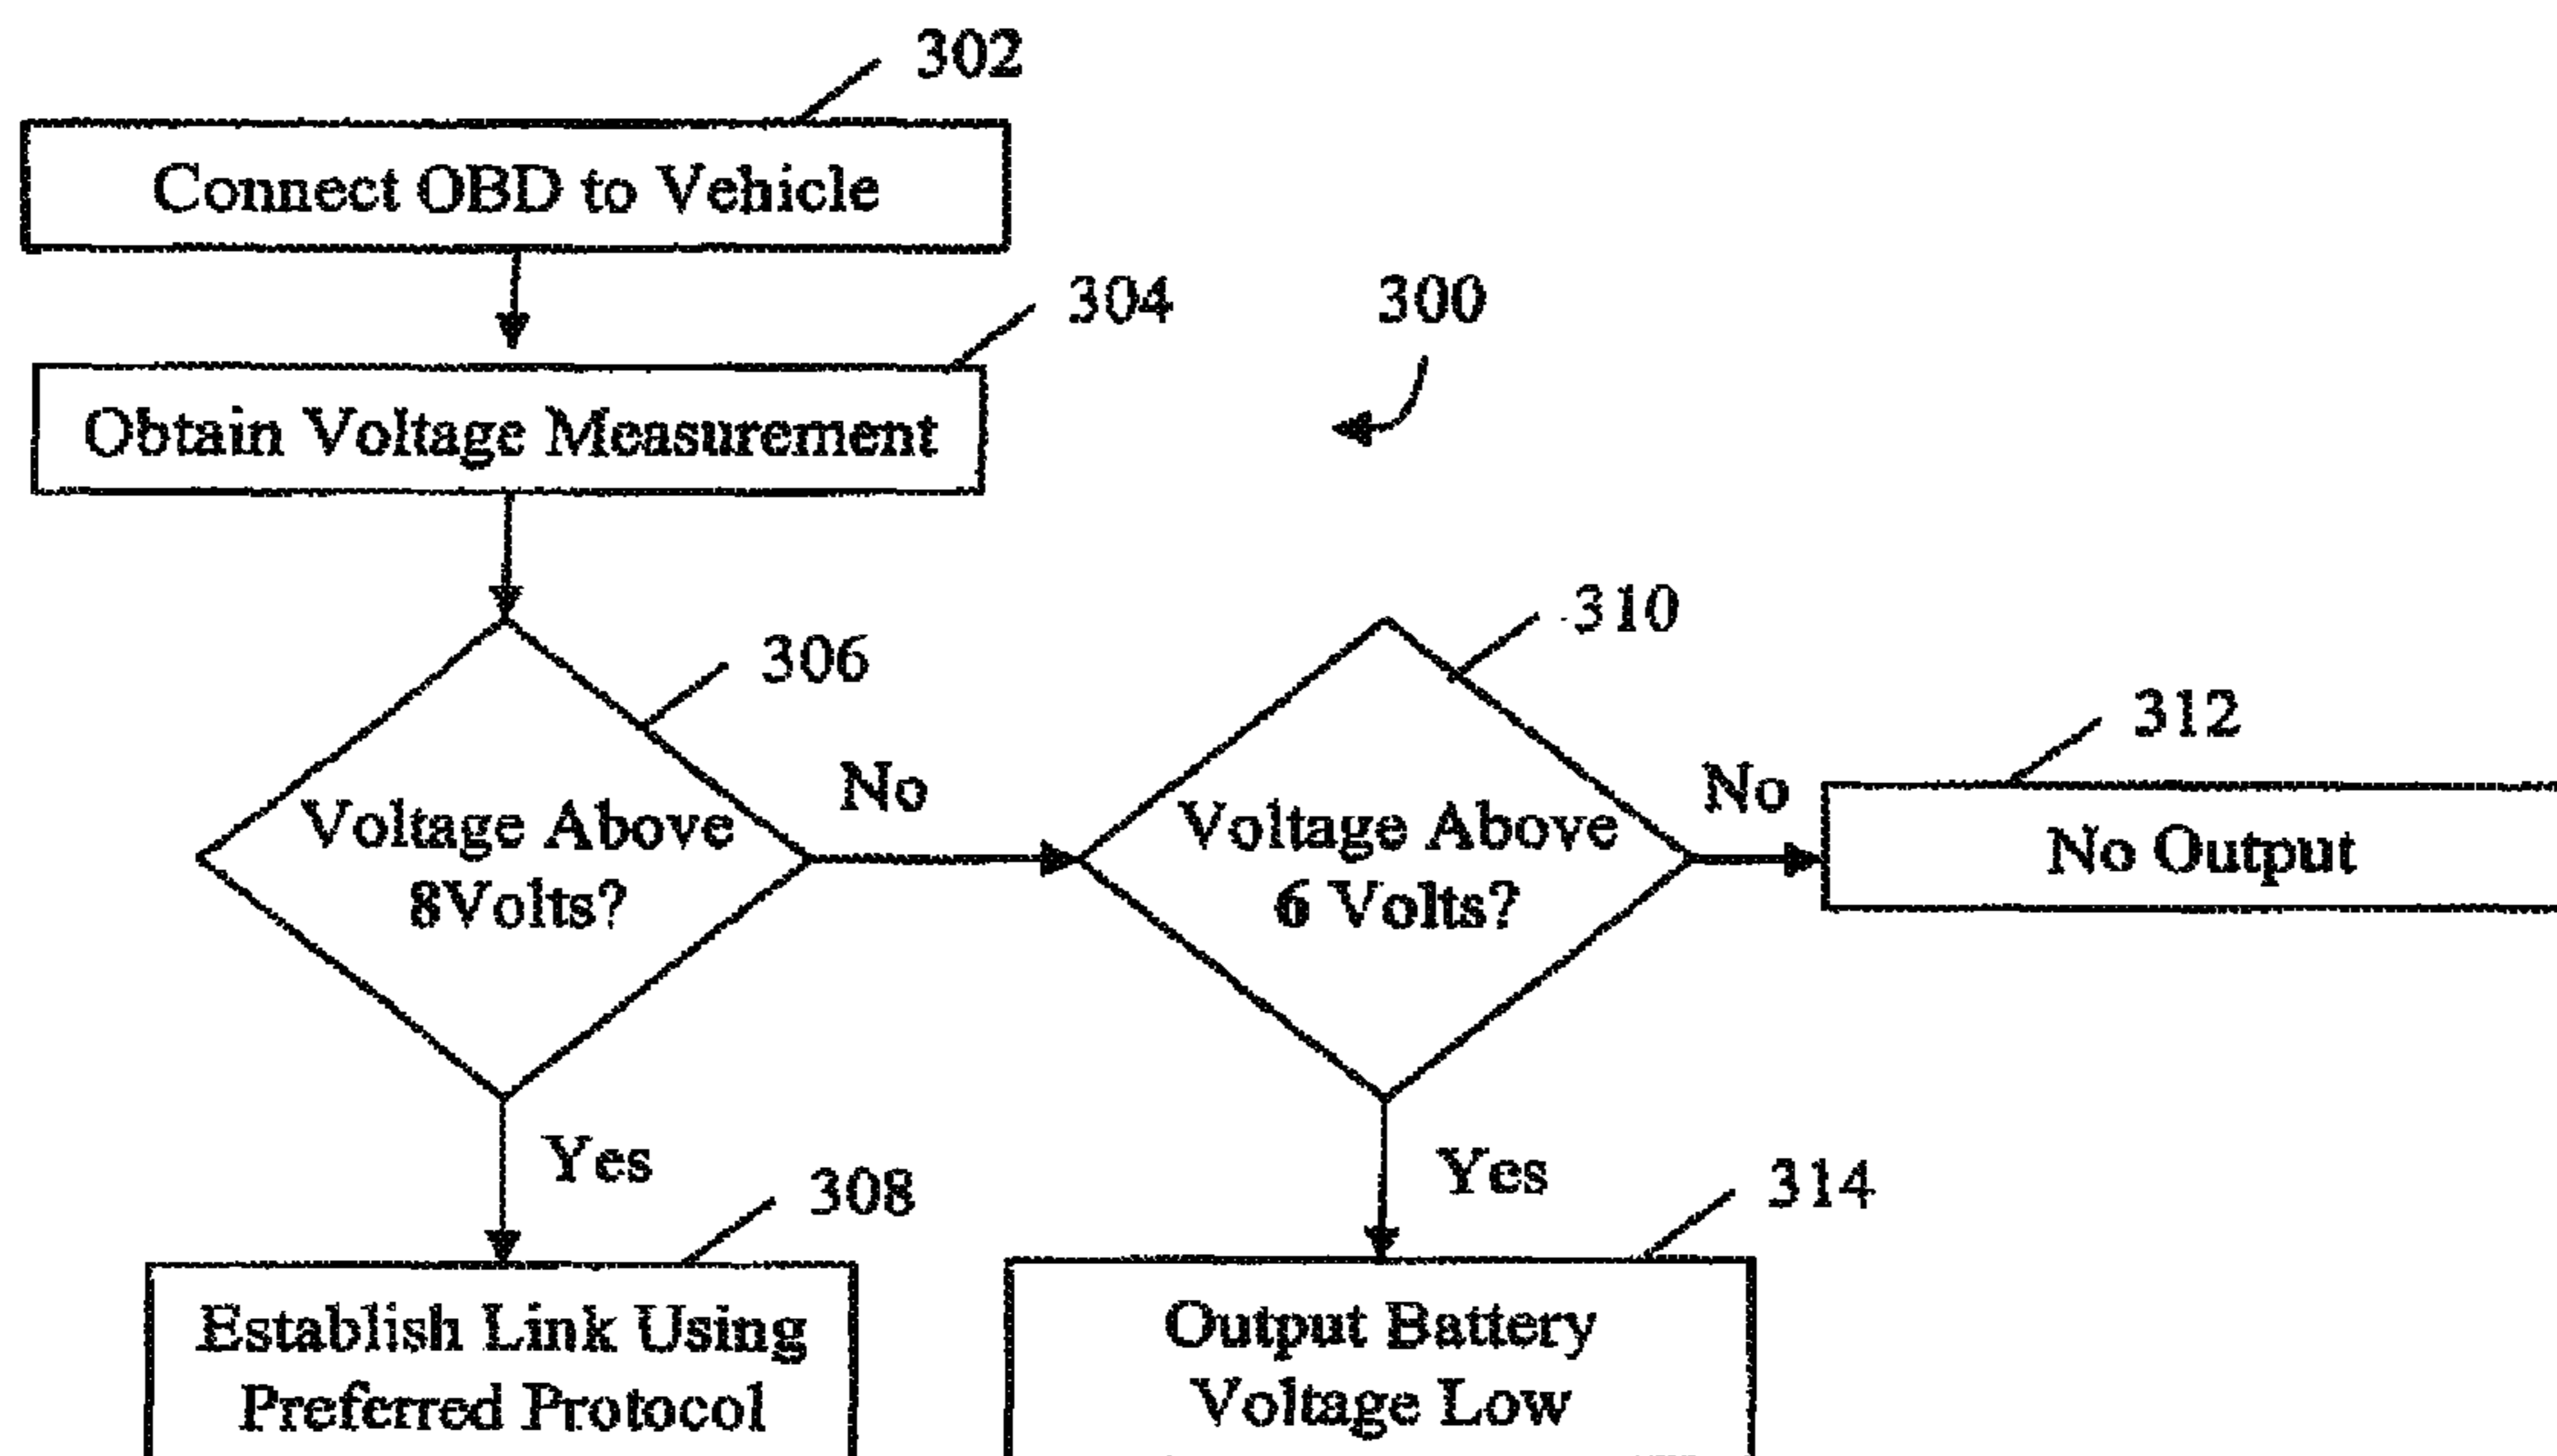 302
Connect OBD to Vehicle
304
300
Obtain Voltage Measurement
306
310
312
Voltage Above
8Volts?
No
Voltage Above
6 Volts?
No
No Output
Yes
308
Yes
314
Establish Link Using
Preferred Protocol
Output Battery
Voltage Low